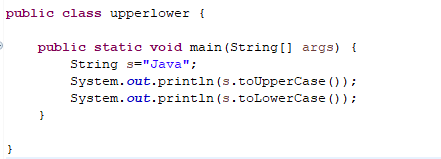 public class upperlower {
public static void main(String[] args) {
String s="Java";
System.out.println(s.toUpperCase());
System.out.println(s.toLowerCase());
}
}